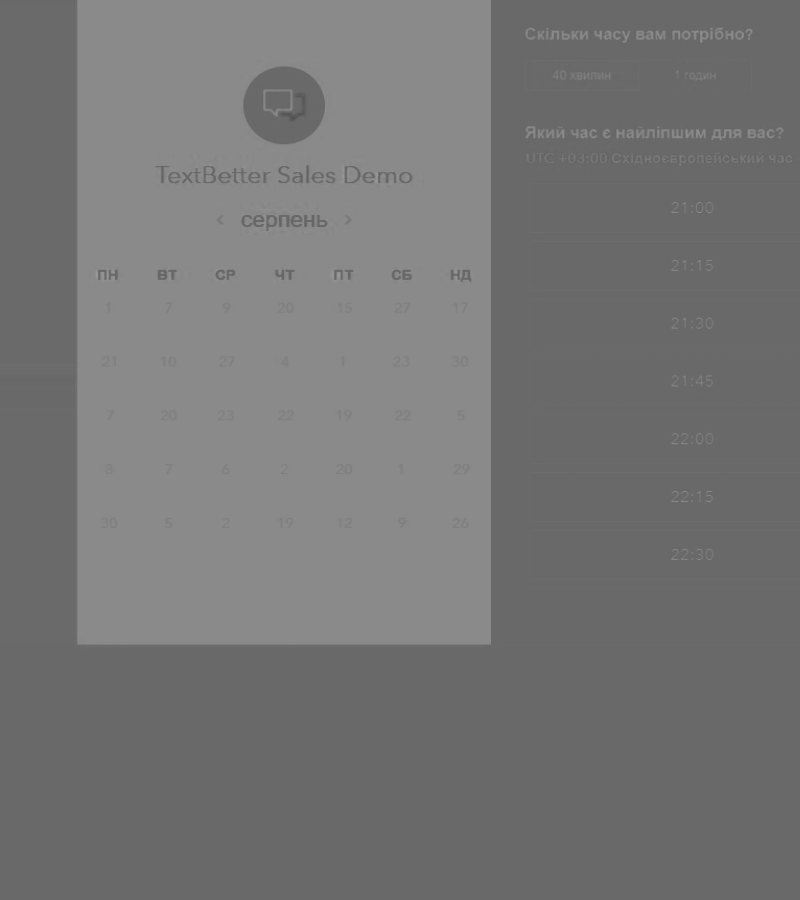 TextBetter Sales Demo
< серпень >
ПН ВТ СР ЧТ ПТ СБ НД
1 7 9 20 15 27 17
21 10 27 4 1 23 30
7 20 23 22 19 22 5
8 7 6 2 20 1 29
30 5 2 19 12 9 26
Скільки часу вам потрібно?
40 хвилин 1 годин
Який час є найліпшим для вас?
UTC +03:00 Східноєвропейський час
21:00
21:15
21:30
21:45
22:00
22:15
22:30